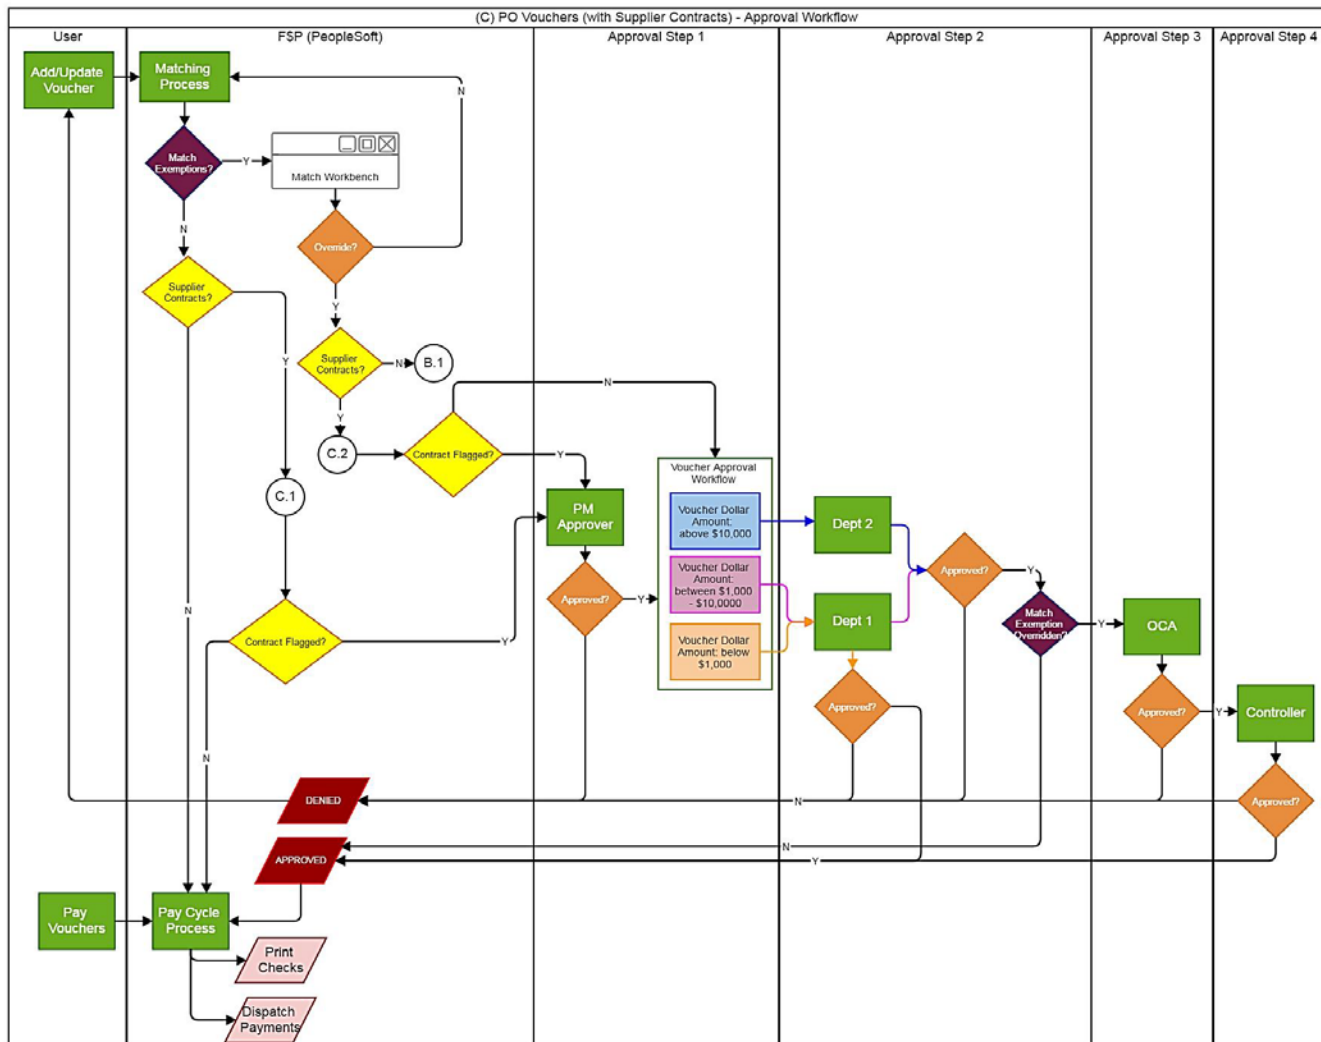 (C) PO Vouchers (with Supplier Contracts) - Approval Workflow
User
F$P (PeopleSoft)
Approval Step 1
Approval Step 2
Approval Step 3
Approval Step 4
Add/Update
Voucher
Matching
Process
N
Match
Exemptions?
Y
Match Workbench
N
Override?
Supplier
Contracts?
Y
Y
Supplier
Contracts?
N
B.1
N
Y
C.2
Contract Flagged?
Y
Voucher Approval
Workflow
C.1
PM
Approver
Voucher Dollar
Amount:
above $10,000
Dept 2
Voucher Dollar
Amount:
between $1,000
- $10,0000
Approved?
Y
Approved?
Y
Match
Exemption
Overridden?
Y
OCA
N
Contract Flagged?
Y
Voucher Dollar
Amount: below
$1,000
Dept 1
Approved?
Approved?
Y
Controller
N
DENIED
N
Approved?
N
APPROVED
Y
Pay
Vouchers
Pay Cycle
Process
Print
Checks
Dispatch
Payments